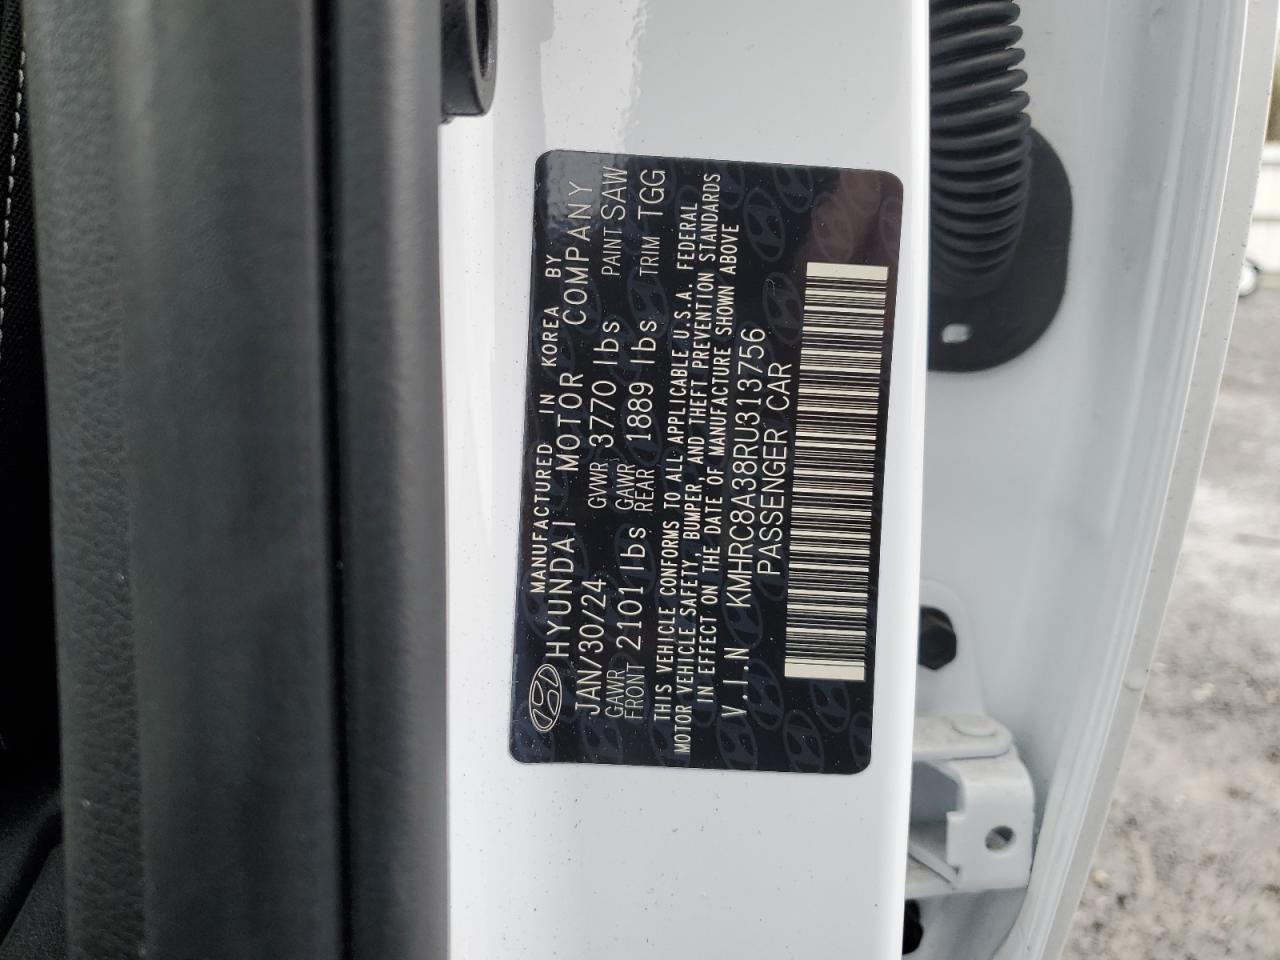 MANUFACTURED IN KOREA BY
HYUNDAI MOTOR COMPANY
JAN/30/24 GVWR 3770 lbs PAINT SAW
GAWR FRONT 2101 lbs GAWR REAR 1889 lbs TRIM TGG
THIS VEHICLE CONFORMS TO ALL APPLICABLE U.S.A. FEDERAL
MOTOR VEHICLE SAFETY, BUMPER, AND THEFT PREVENTION STANDARDS
IN EFFECT ON THE DATE OF MANUFACTURE SHOWN ABOVE
V.I.N KMHRC8A38RU313756
PASSENGER CAR